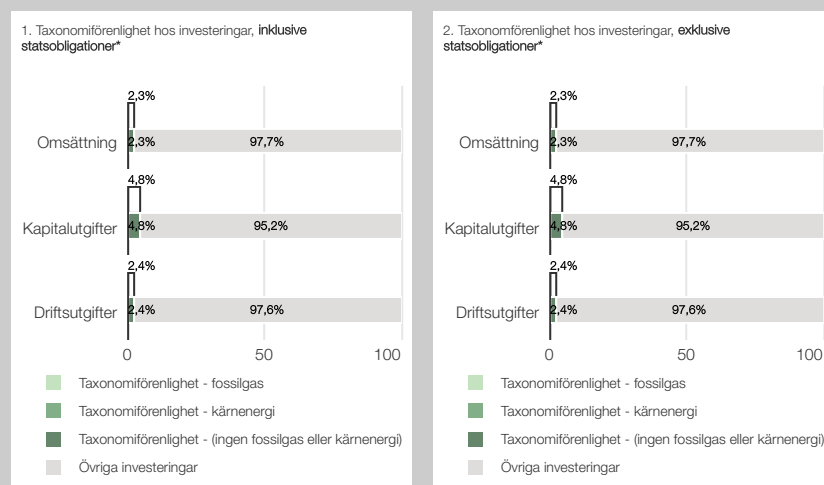 1. Taxonomiförenlighet hos investeringar, inklusive
statsobligationer*
2,3%
Omsättning
2,3%
97,7%
4,8%
Kapitalutgifter
4,8%
95,2%
2,4%
Driftsutgifter
2,4%
97,6%
0
50
100
Taxonomiförenlighet - fossilgas
Taxonomiförenlighet - kärnenergi
Taxonomiförenlighet - (ingen fossilgas eller kärnenergi)
Övriga investeringar
2. Taxonomförenlighet hos investeringar, exklusive
statsobligationer*
2,3%
Omsättning
2,3%
97,7%
4,8%
Kapitalutgifter
4,8%
95,2%
2,4%
Driftsutgifter
2,4%
97,6%
0
50
100
Taxonomiförenlighet - fossilgas
Taxonomiförenlighet - kärnenergi
Taxonomiförenlighet - (ingen fossilgas eller kärnenergi)
Övriga investeringar